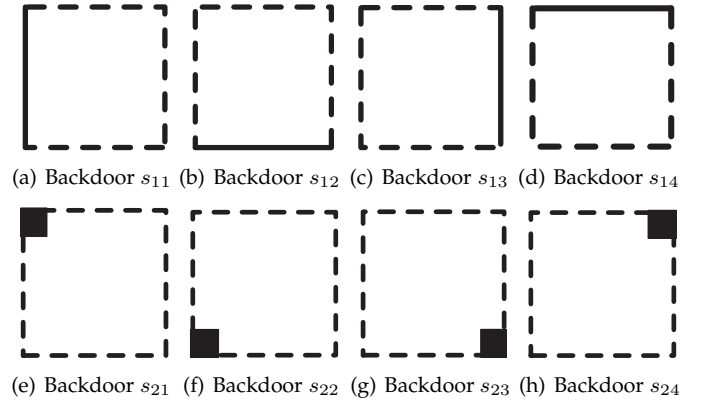 (a) Backdoor s₁₁ (b) Backdoor s₁₂ (c) Backdoor s₁₃ (d) Backdoor s₁₄
(e) Backdoor s₂₁ (f) Backdoor s₂₂ (g) Backdoor s₂₃ (h) Backdoor s₂₄